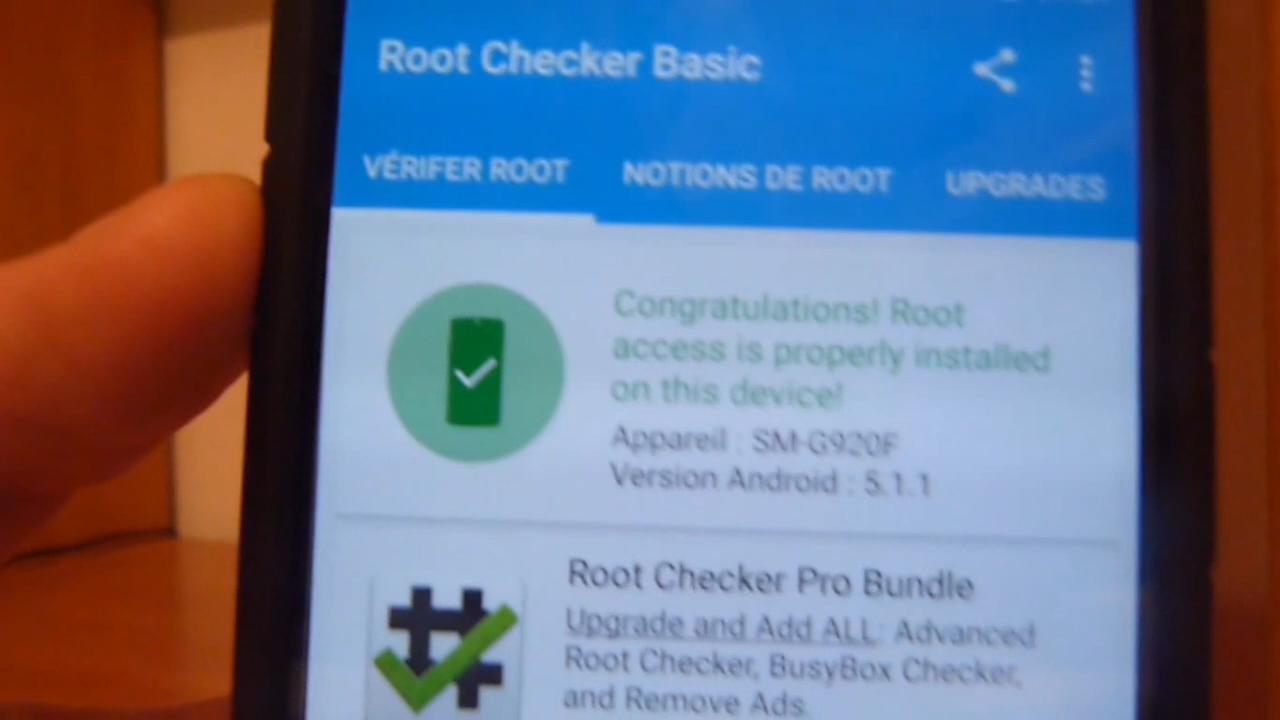 Root Checker Basic
VÉRIFER ROOT NOTIONS DE ROOT UPGRADES
Congratulations! Root
access is properly installed
on this device!
Appareil : SM-G920F
Version Android : 5.1.1
Root Checker Pro Bundle
Upgrade and Add ALL: Advanced
Root Checker, BusyBox Checker,
and Remove Ads.